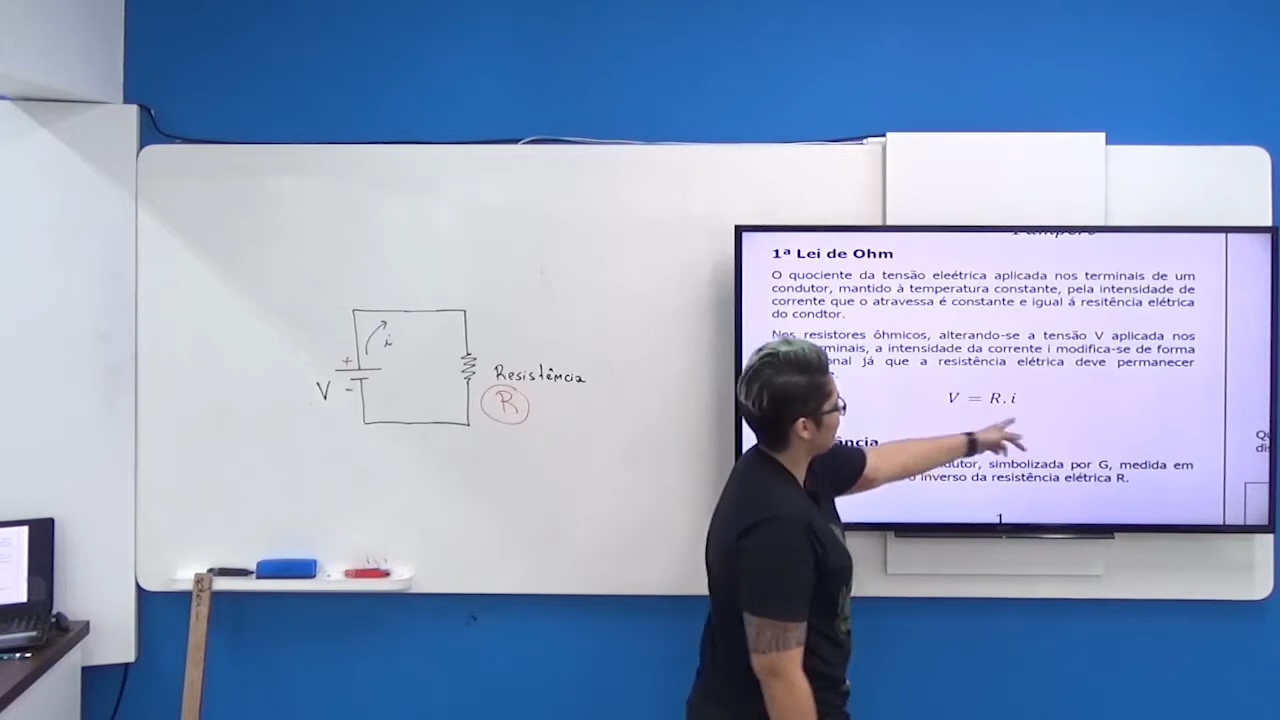 1ª Lei de Ohm
O quociente da tensão eleétrica aplicada nos terminais de um
condutor, mantido à temperatura constante, pela intensidade de
corrente que o atravessa é constante e igual á resitência elétrica
do condtor.
Nos resistores ôhmicos, alterando-se a tensão V aplicada nos
a intensidade da corrente i modifica-se de forma
já que a resistência elétrica deve permanecer
V = R.i
simbolizada por G, medida em
o inverso da resistência elétrica R.
1
i
+
V
-
Resistência
R